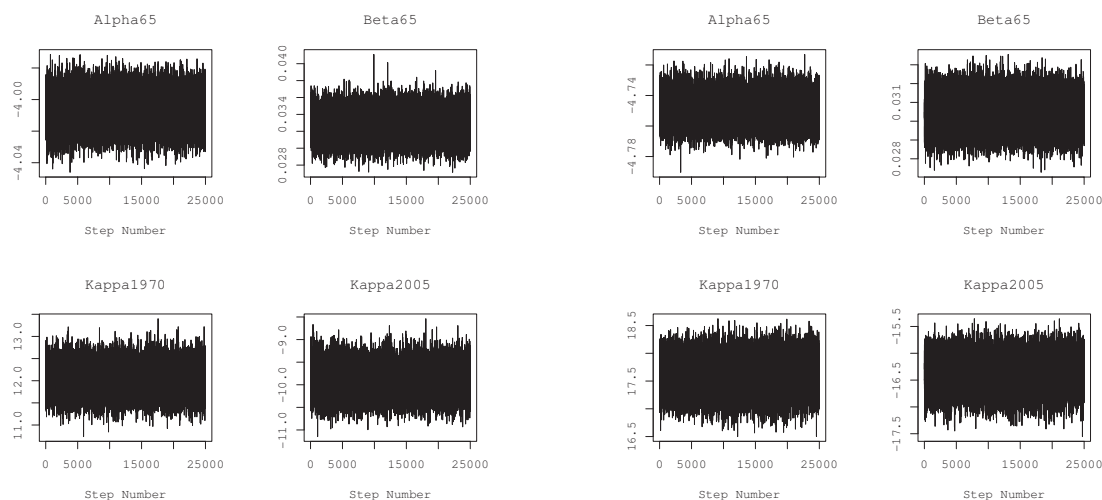 Alpha65
Beta65
Alpha65
Beta65
-4.04 -4.00
0.028 0.034 0.040
-4.78 -4.74
0.028 0.031
0 5000 15000 25000
0 5000 15000 25000
0 5000 15000 25000
0 5000 15000 25000
Step Number
Step Number
Step Number
Step Number
Kappa1970
Kappa2005
Kappa1970
Kappa2005
11.0 12.0 13.0
-11.0 -10.0 -9.0
16.5 17.5 18.5
-17.5 -16.5 -15.5
0 5000 15000 25000
0 5000 15000 25000
0 5000 15000 25000
0 5000 15000 25000
Step Number
Step Number
Step Number
Step Number